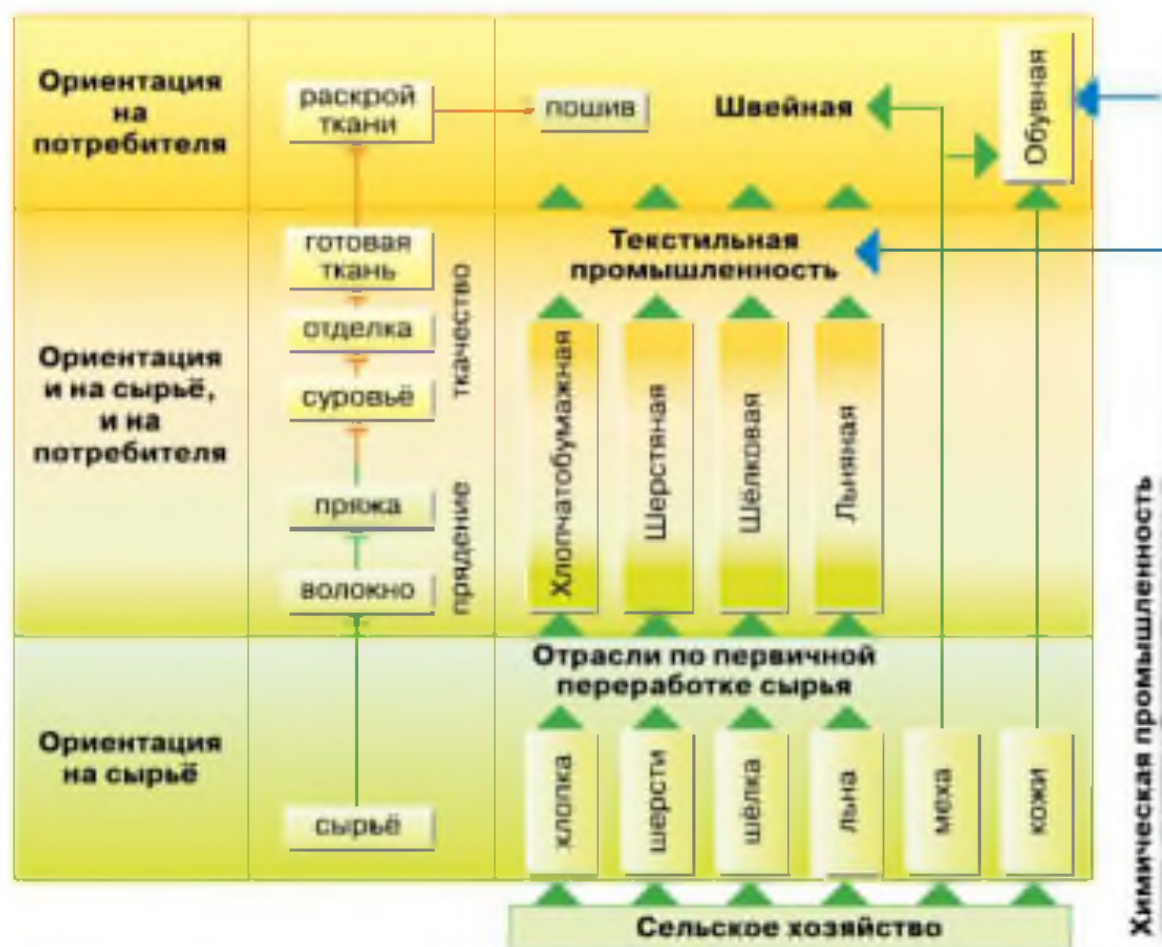 Ориентация
на
потребителя
раскрой
ткани
пошив
Швейная
Обувная
Ориентация
и на сырьё,
и на
потребителя
готовая
ткань
отделка
суровьё
ткачество
пряжа
волокно
прядение
Текстильная
промышленность
Хлопчатобумажная
Шерстяная
Шёлковая
Льняная
Ориентация
на сырьё
сырьё
Отрасли по первичной
переработке сырья
хлопка
шерсти
шёлка
льна
меха
кожи
Сельское хозяйство
Химическая промышленность